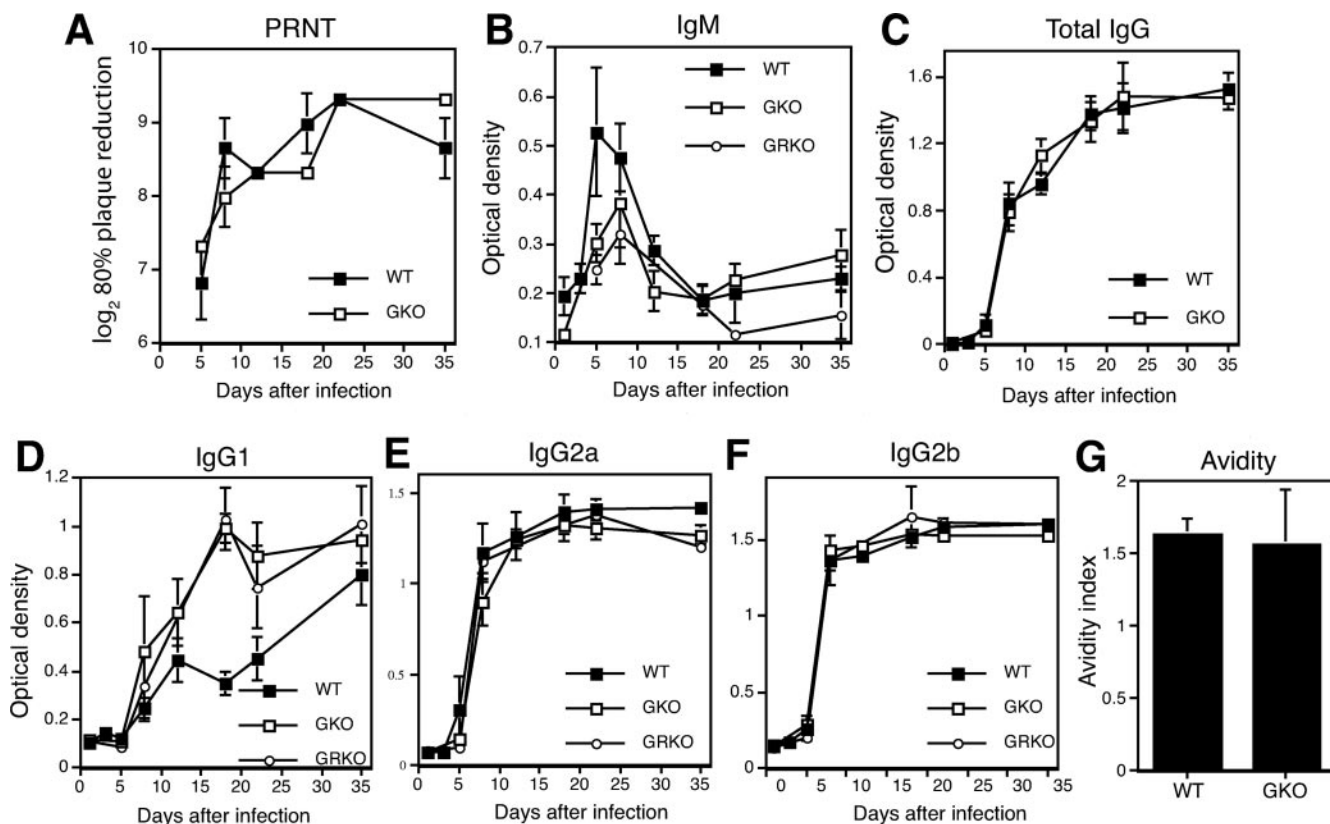 A
PRNT
log₂ 80% plaque reduction
10
9
8
7
6
0 5 10 15 20 25 30 35
Days after infection
WT
GKO
B
IgM
Optical density
0.7
0.6
0.5
0.4
0.3
0.2
0.1
0 5 10 15 20 25 30 35
Days after infection
WT
GKO
GRKO
C
Total IgG
Optical density
1.6
1.2
0.8
0.4
0
0 5 10 15 20 25 30 35
Days after infection
WT
GKO
D
IgG1
Optical density
1.2
1
0.8
0.6
0.4
0.2
0
0 5 10 15 20 25 30 35
Days after infection
WT
GKO
GRKO
E
IgG2a
1.5
1
0.5
0
0 5 10 15 20 25 30 35
Days after infection
WT
GKO
GRKO
F
IgG2b
1.5
1
0.5
0
0 5 10 15 20 25 30 35
Days after infection
WT
GKO
GRKO
G
Avidity
Avidity index
2
1.5
1
0.5
0
WT GKO